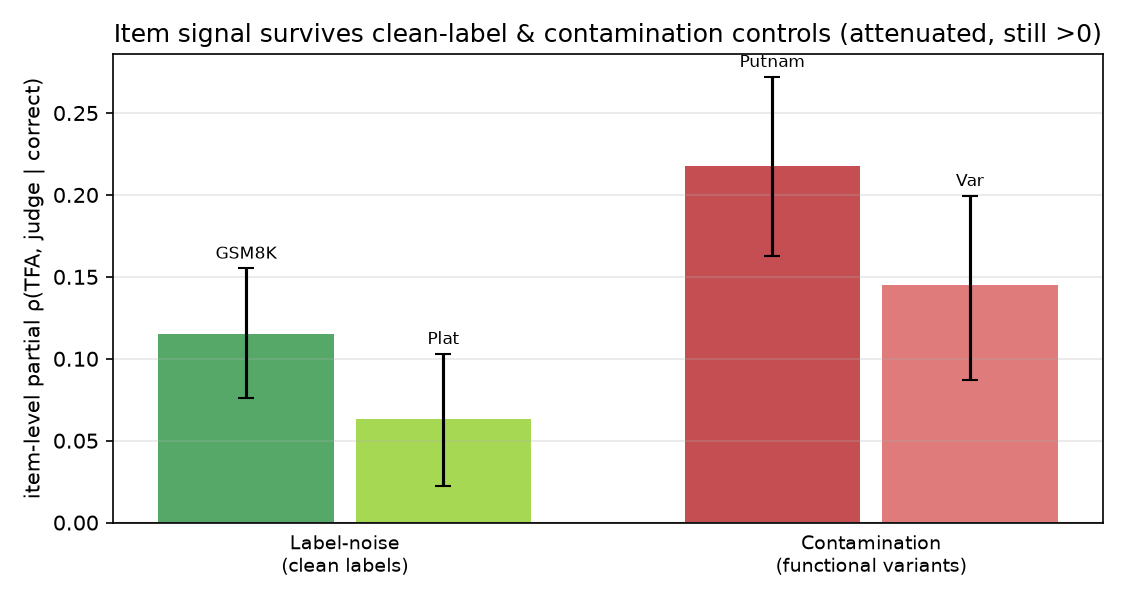 Item signal survives clean-label & contamination controls (attenuated, still >0)
item-level partial ρ(TFA, judge | correct)
0.25
0.20
0.15
0.10
0.05
0.00
GSM8K
Plat
Putnam
Var
Label-noise
(clean labels)
Contamination
(functional variants)